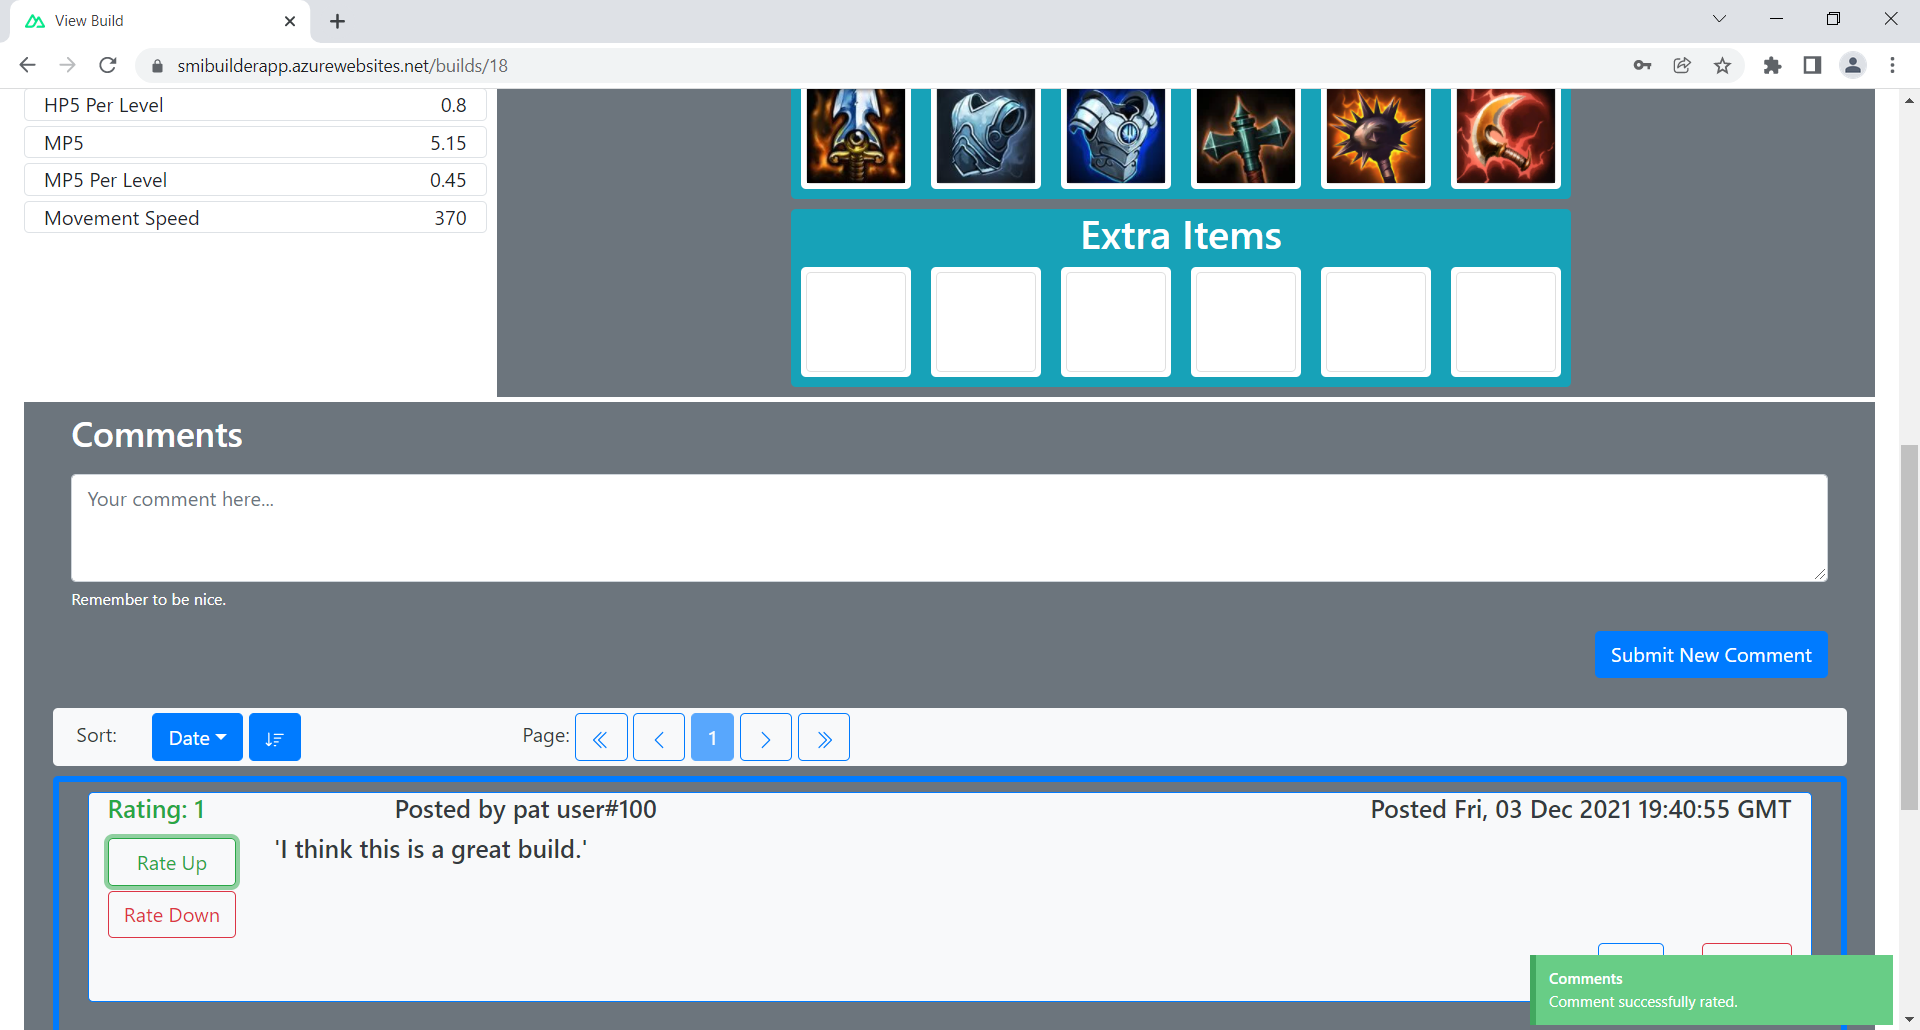 View Build
smibuilderapp.azurewebsites.net/builds/18
HP5 Per Level 0.8
MP5 5.15
MP5 Per Level 0.45
Movement Speed 370
Extra Items
Comments
Your comment here...
Remember to be nice.
Submit New Comment
Sort: Date Page: 1
Rating: 1 Posted by pat user#100 Posted Fri, 03 Dec 2021 19:40:55 GMT
Rate Up 'I think this is a great build.'
Rate Down
Comments
Comment successfully rated.